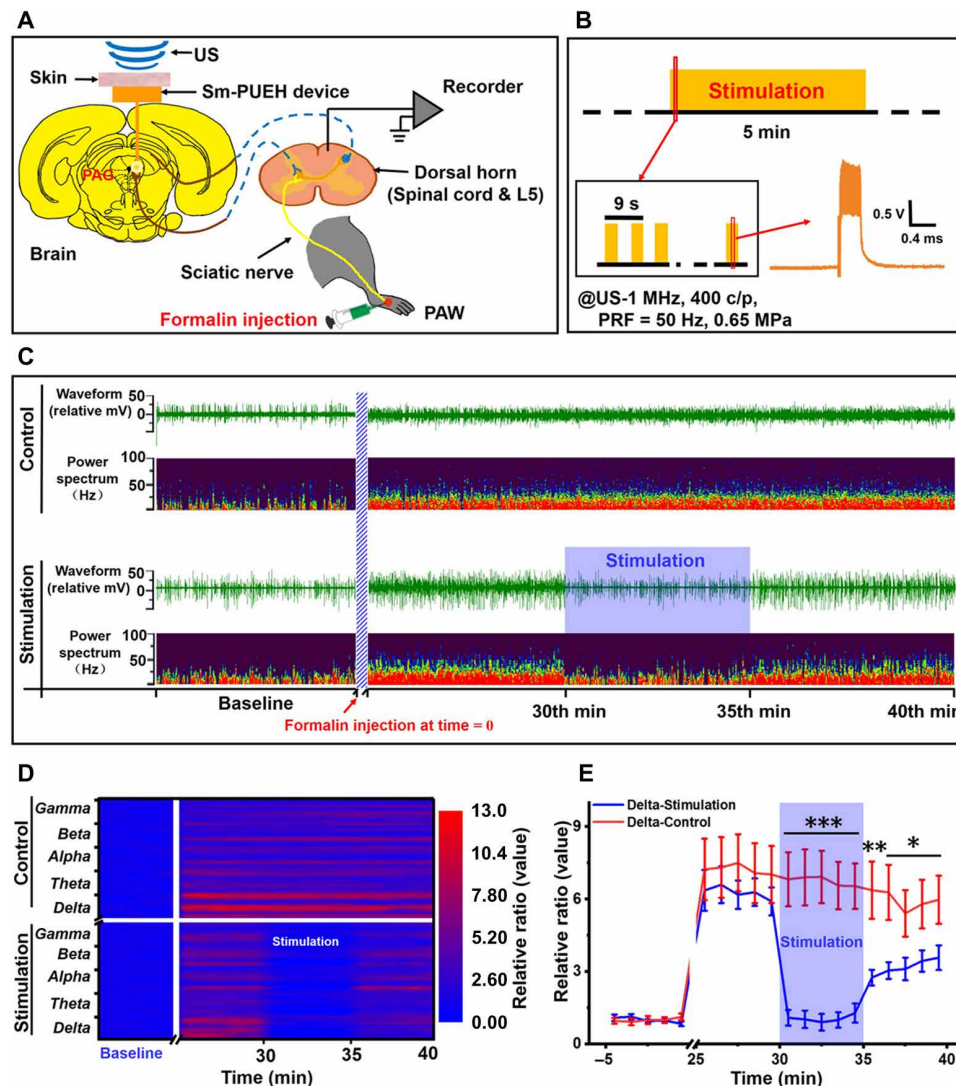 A
US
Skin
Sm-PUEH device
Recorder
PAG
Dorsal horn
(Spinal cord & L5)
Brain
Sciatic nerve
Formalin injection
PAW
B
Stimulation
5 min
9 s
0.5 V
0.4 ms
@US-1 MHz, 400 c/p,
PRF = 50 Hz, 0.65 MPa
C
Control
Waveform
(relative mV)
50
0
Power
spectrum
（Hz）
100
50
Stimulation
Stimulation
Waveform
(relative mV)
50
0
Power
spectrum
(Hz)
100
50
Baseline
30th min
35th min
40th min
Formalin injection at time = 0
D
Control
Gamma
Beta
Alpha
Theta
Delta
Stimulation
Gamma
Beta
Alpha
Theta
Delta
Stimulation
Baseline
30
35
40
Time (min)
13.0
10.4
7.80
5.20
2.60
0.00
Relative ratio (value)
E
Delta-Stimulation
Delta-Control
***
**
*
Stimulation
Relative ratio (value)
9
6
3
0
−5
25
30
35
40
Time (min)